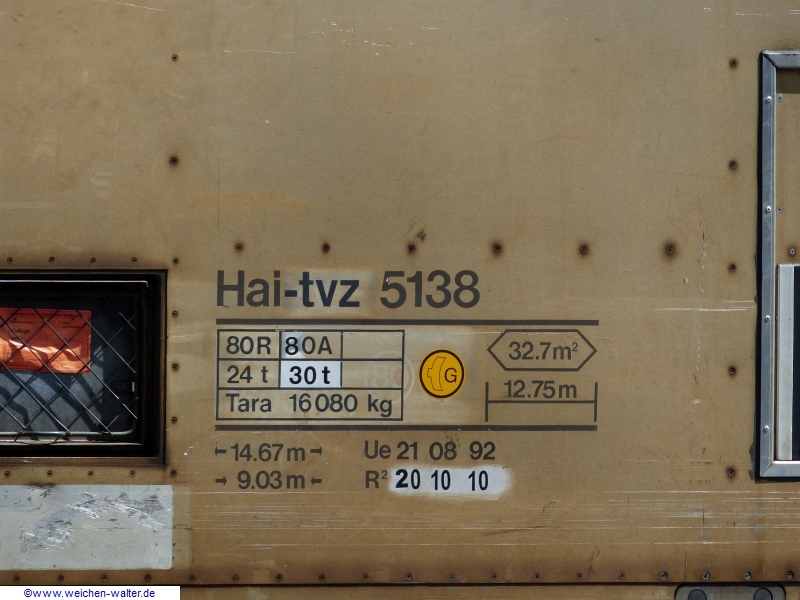 Hai-tvz 5138
80R 80A
24 t 30 t
Tara 16080 kg
G
32.7m²
12.75m
14.67m Ue 21 08 92
9.03m R² 20 10 10
©www.weichen-walter.de